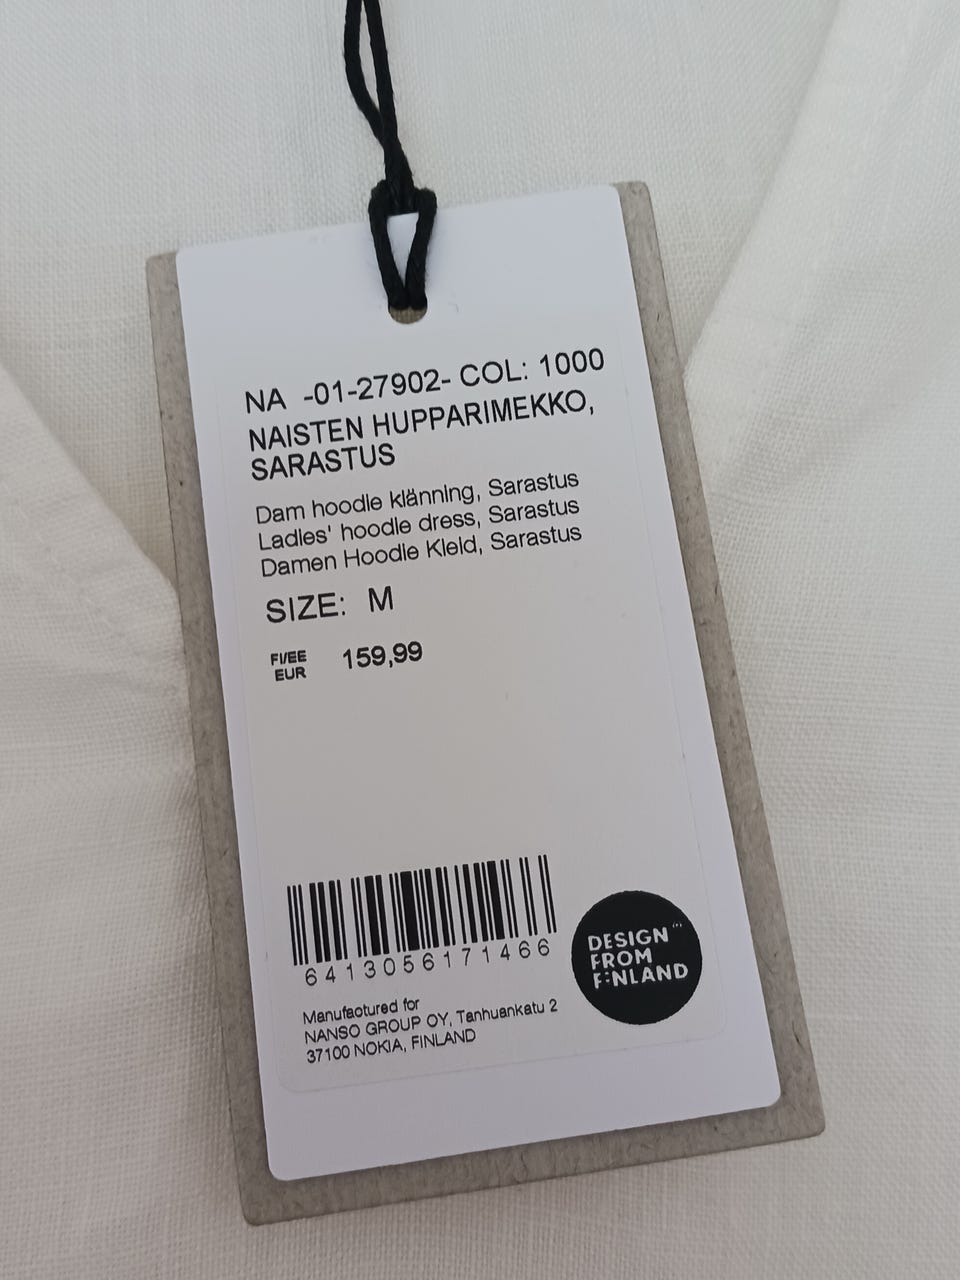 NA -01-27902- COL: 1000
NAISTEN HUPPARIMEKKO,
SARASTUS
Dam hoodie klänning, Sarastus
Ladies' hoodie dress, Sarastus
Damen Hoodie Kleid, Sarastus
SIZE: M
FI/EE
EUR
159,99
6413056171466
Manufactured for
NANSO GROUP OY, Tanhuankatu 2
37100 NOKIA, FINLAND
DESIGN
FROM
FINLAND